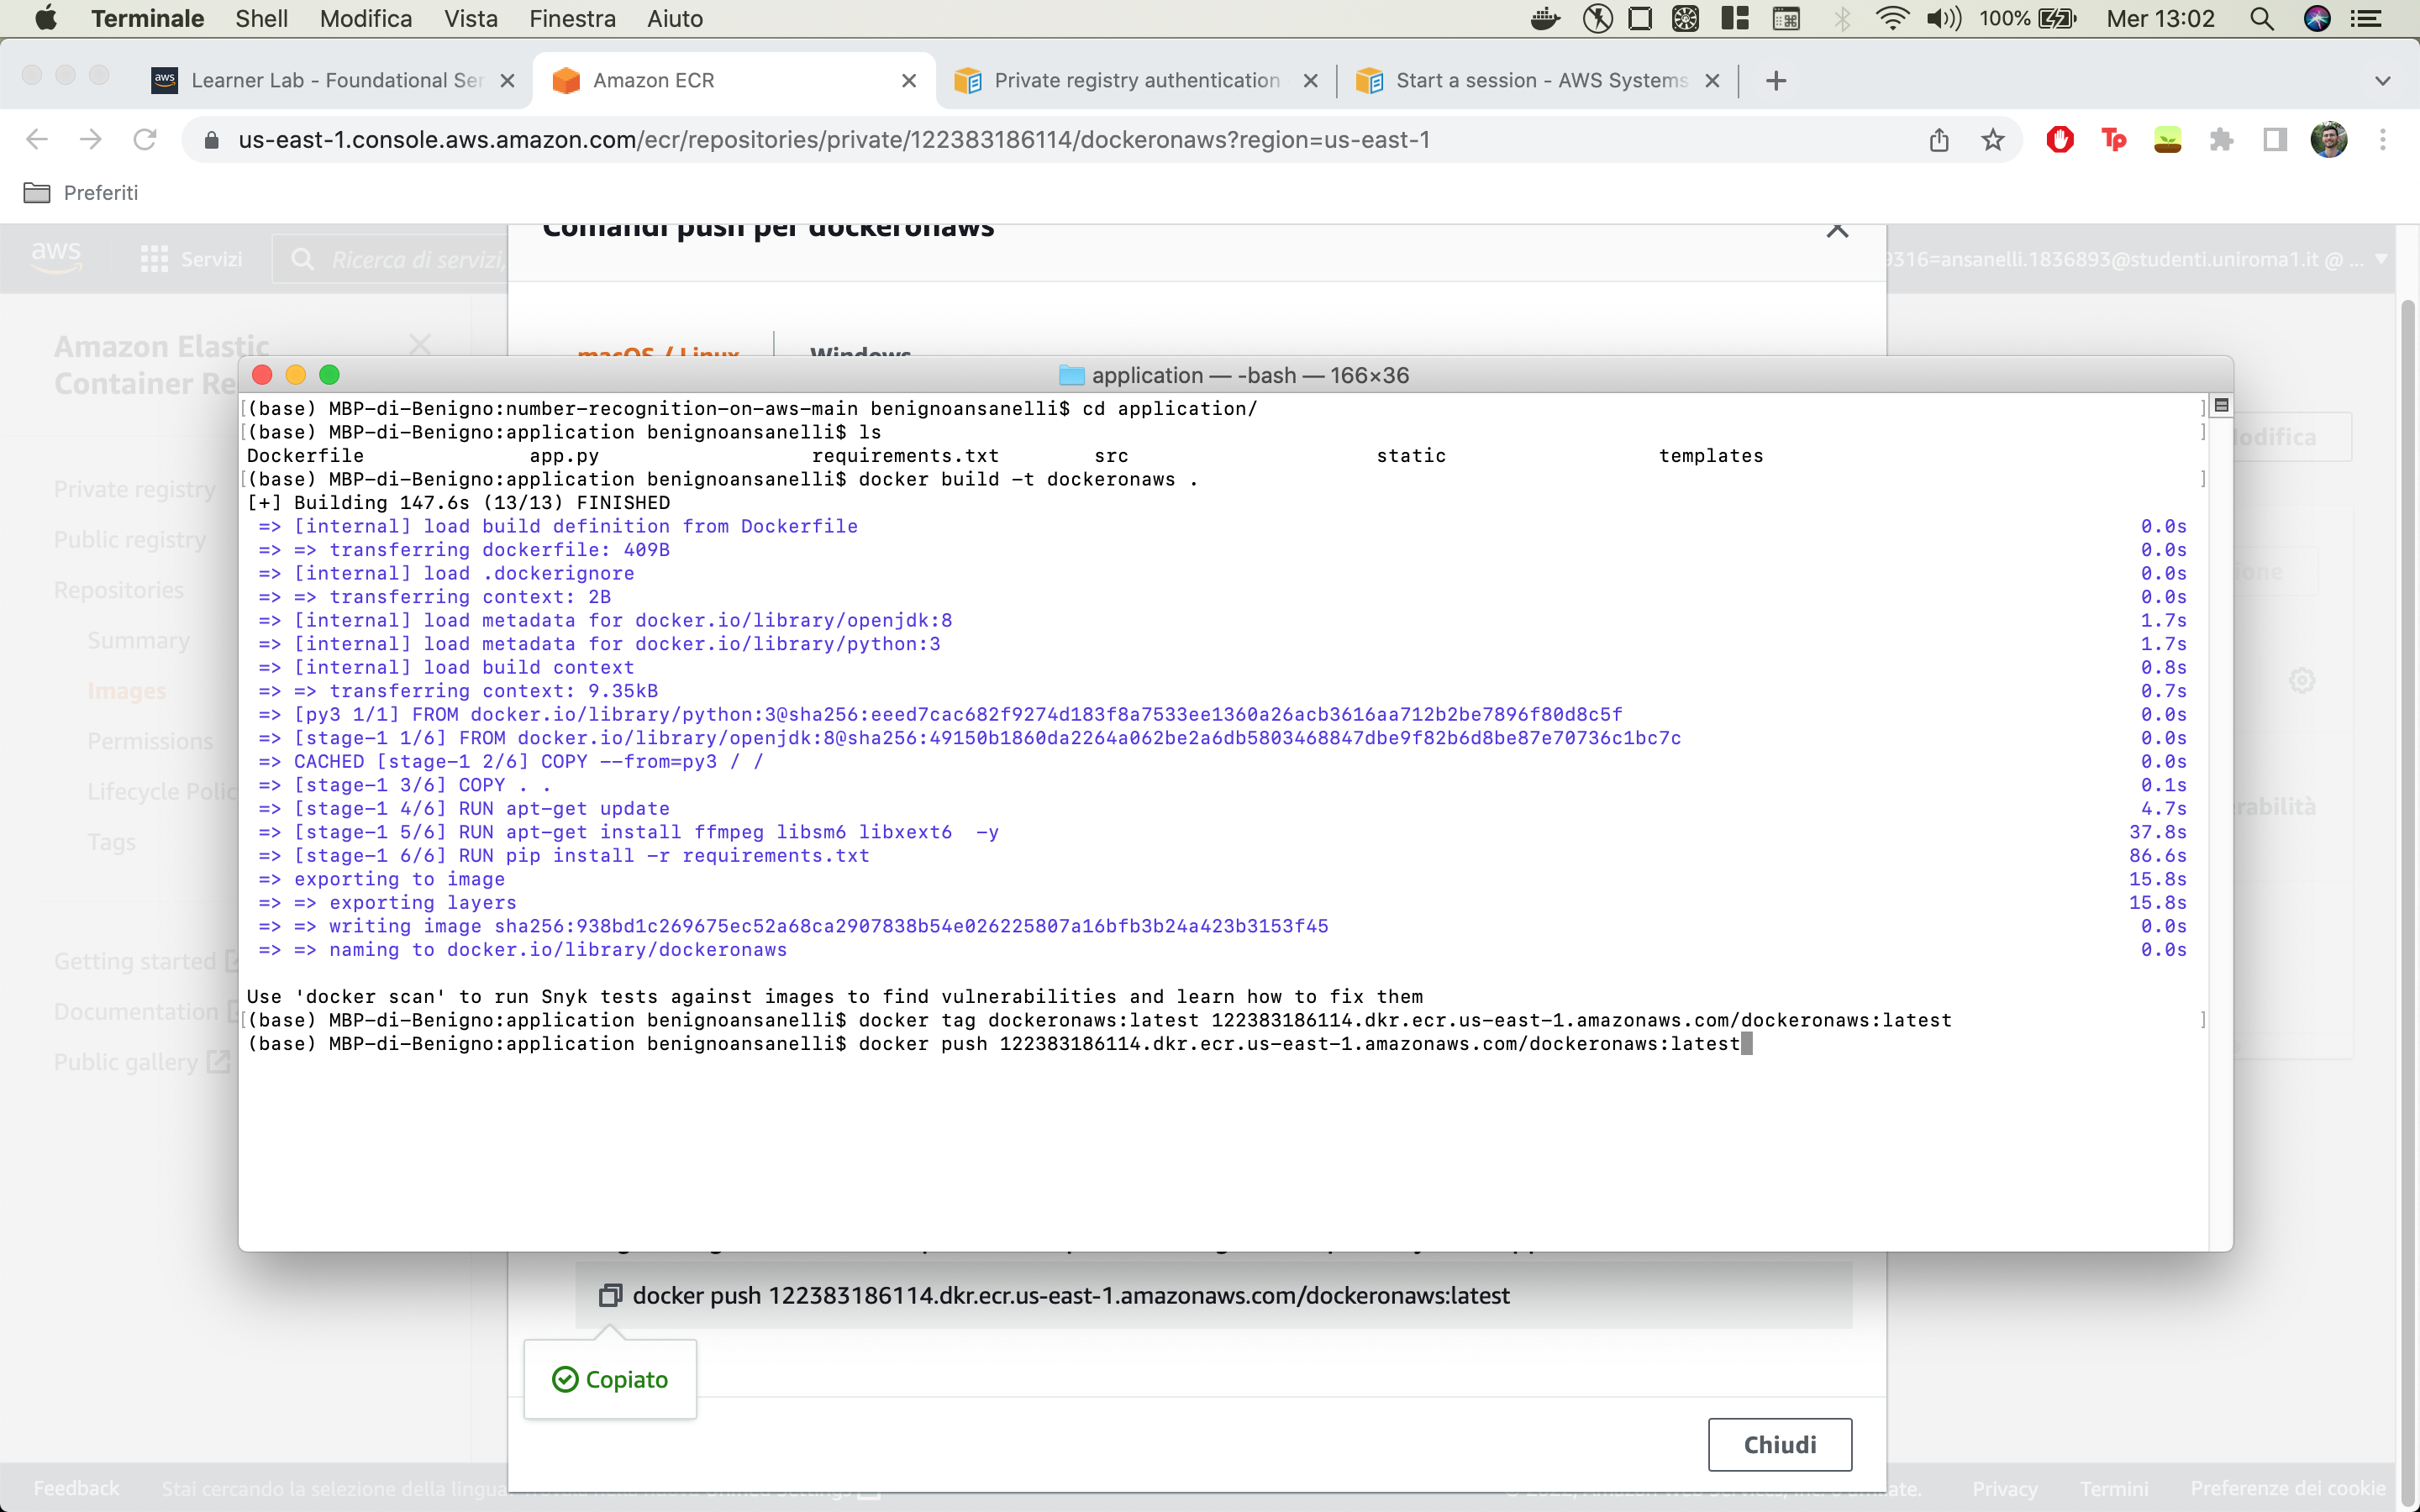 Terminale Shell Modifica Vista Finestra Aiuto 100% Mer 13:02
Learner Lab - Foundational Ser Amazon ECR Private registry authentication Start a session - AWS Systems
us-east-1.console.aws.amazon.com/ecr/repositories/private/122383186114/dockeronaws?region=us-east-1
Preferiti
Comandi push per dockeronaws
aws Servizi Ricerca di servizi, 9316=ansanelli.1836893@studenti.uniroma1.it @ ...
macOS / Linux Windows
Amazon Elastic
Container Re
Private registry
Public registry
Repositories
Summary
Images
Permissions
Lifecycle Polic
Tags
Getting started
Documentation
Public gallery
odifica
ione
rabilità
application — -bash — 166×36
(base) MBP-di-Benigno:number-recognition-on-aws-main benignoansanelli$ cd application/
(base) MBP-di-Benigno:application benignoansanelli$ ls
Dockerfile app.py requirements.txt src static templates
(base) MBP-di-Benigno:application benignoansanelli$ docker build -t dockeronaws .
[+] Building 147.6s (13/13) FINISHED
=> [internal] load build definition from Dockerfile 0.0s
=> => transferring dockerfile: 409B 0.0s
=> [internal] load .dockerignore 0.0s
=> => transferring context: 2B 0.0s
=> [internal] load metadata for docker.io/library/openjdk:8 1.7s
=> [internal] load metadata for docker.io/library/python:3 1.7s
=> [internal] load build context 0.8s
=> => transferring context: 9.35kB 0.7s
=> [py3 1/1] FROM docker.io/library/python:3@sha256:eeed7cac682f9274d183f8a7533ee1360a26acb3616aa712b2be7896f80d8c5f 0.0s
=> [stage-1 1/6] FROM docker.io/library/openjdk:8@sha256:49150b1860da2264a062be2a6db5803468847dbe9f82b6d8be87e70736c1bc7c 0.0s
=> CACHED [stage-1 2/6] COPY --from=py3 / / 0.0s
=> [stage-1 3/6] COPY . . 0.1s
=> [stage-1 4/6] RUN apt-get update 4.7s
=> [stage-1 5/6] RUN apt-get install ffmpeg libsm6 libxext6  -y 37.8s
=> [stage-1 6/6] RUN pip install -r requirements.txt 86.6s
=> exporting to image 15.8s
=> => exporting layers 15.8s
=> => writing image sha256:938bd1c269675ec52a68ca2907838b54e026225807a16bfb3b24a423b3153f45 0.0s
=> => naming to docker.io/library/dockeronaws 0.0s
Use 'docker scan' to run Snyk tests against images to find vulnerabilities and learn how to fix them
(base) MBP-di-Benigno:application benignoansanelli$ docker tag dockeronaws:latest 122383186114.dkr.ecr.us-east-1.amazonaws.com/dockeronaws:latest
(base) MBP-di-Benigno:application benignoansanelli$ docker push 122383186114.dkr.ecr.us-east-1.amazonaws.com/dockeronaws:latest
docker push 122383186114.dkr.ecr.us-east-1.amazonaws.com/dockeronaws:latest
Copiato
Chiudi
Feedback Stai cercando la selezione della lingua Privacy Termini Preferenze dei cookie